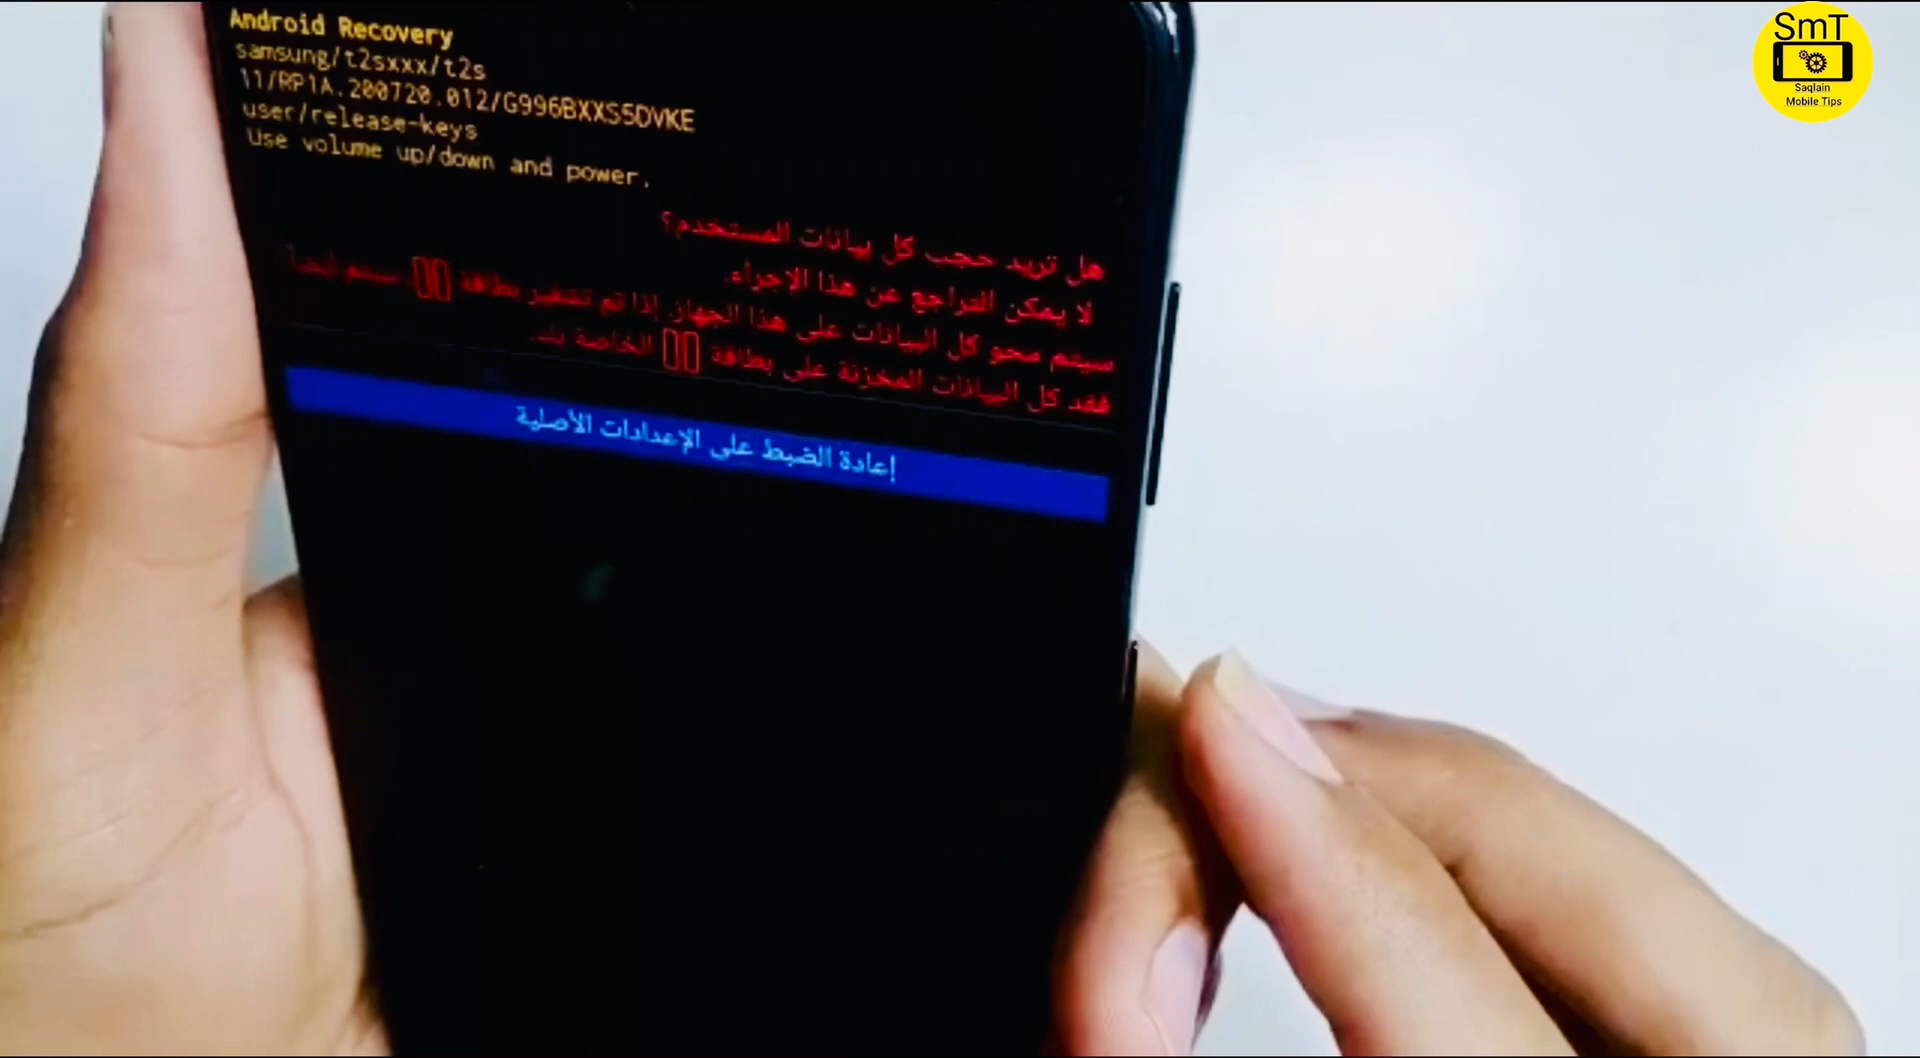 Android Recovery
samsung/t2sxxx/t2s
11/RP1A.200720.012/G996BXXS5DVKE
user/release-keys
Use volume up/down and power.
هل تريد حجب كل بيانات المستخدم؟
لا يمكن التراجع عن هذا الإجراء.
سيتم محو كل البيانات على هذا الجهاز. إذا تم تشفير بطاقة ▯▯، سيتم أيضًا
فقد كل البيانات المخزنة على بطاقة ▯▯ الخاصة بك.
إعادة الضبط على الإعدادات الأصلية
SmT
Saqlain
Mobile Tips